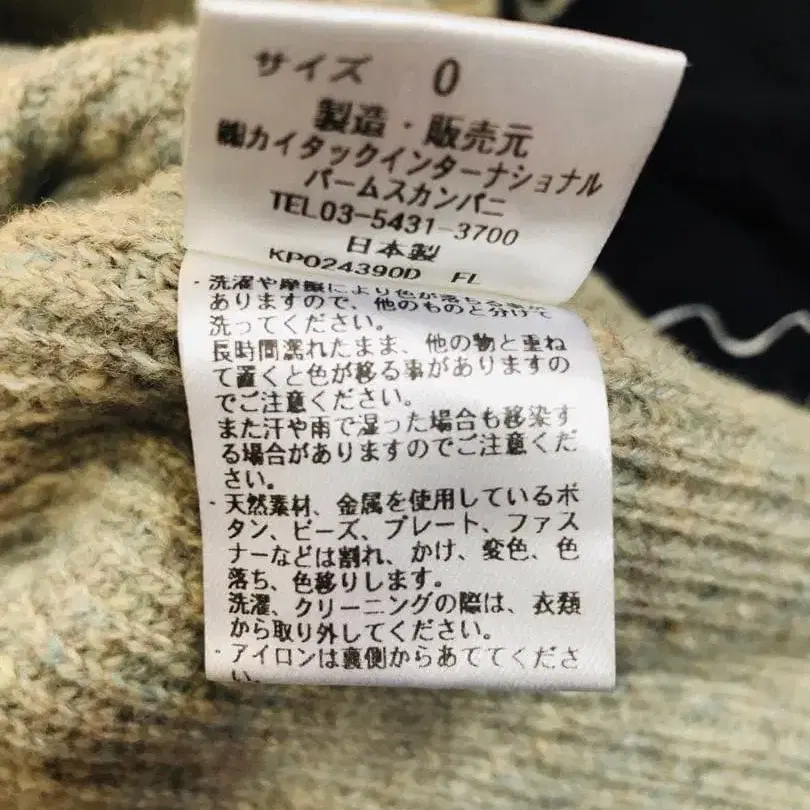 サイズ 0
製造・販売元
㈱カイタックインターナショナル
パームスカンパニ
TEL03-5431-3700
日本製
KP024390D FL
・洗濯や摩擦により色が落ちる事が
ありますので、他のものと分けて
洗ってください。
長時間濡れたまま、他の物と重ね
て置くと色が移る事がありますの
でご注意ください。
また汗や雨で湿った場合も移染す
る場合がありますのでご注意くだ
さい。
・天然素材、金属を使用しているボ
タン、ビーズ、プレート、ファス
ナーなどは割れ、かけ、変色、色
落ち、色移りします。
洗濯、クリーニングの際は、衣類
から取り外してください。
・アイロンは裏側からあててくださ
い。